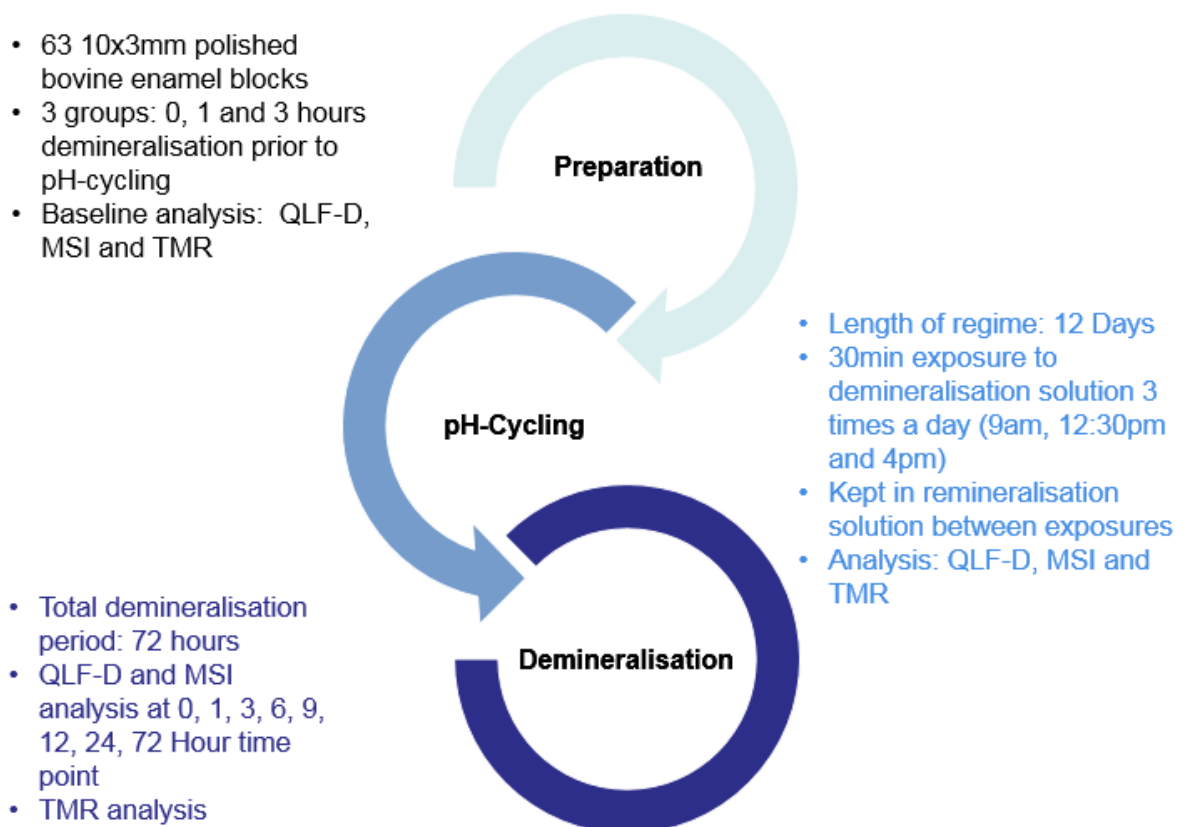 • 63 10x3mm polished
bovine enamel blocks
• 3 groups: 0, 1 and 3 hours
demineralisation prior to
pH-cycling
• Baseline analysis: QLF-D,
MSI and TMR
Preparation
• Length of regime: 12 Days
• 30min exposure to
demineralisation solution 3
times a day (9am, 12:30pm
and 4pm)
• Kept in remineralisation
solution between exposures
• Analysis: QLF-D, MSI and
TMR
pH-Cycling
• Total demineralisation
period: 72 hours
• QLF-D and MSI
analysis at 0, 1, 3, 6, 9,
12, 24, 72 Hour time
point
• TMR analysis
Demineralisation